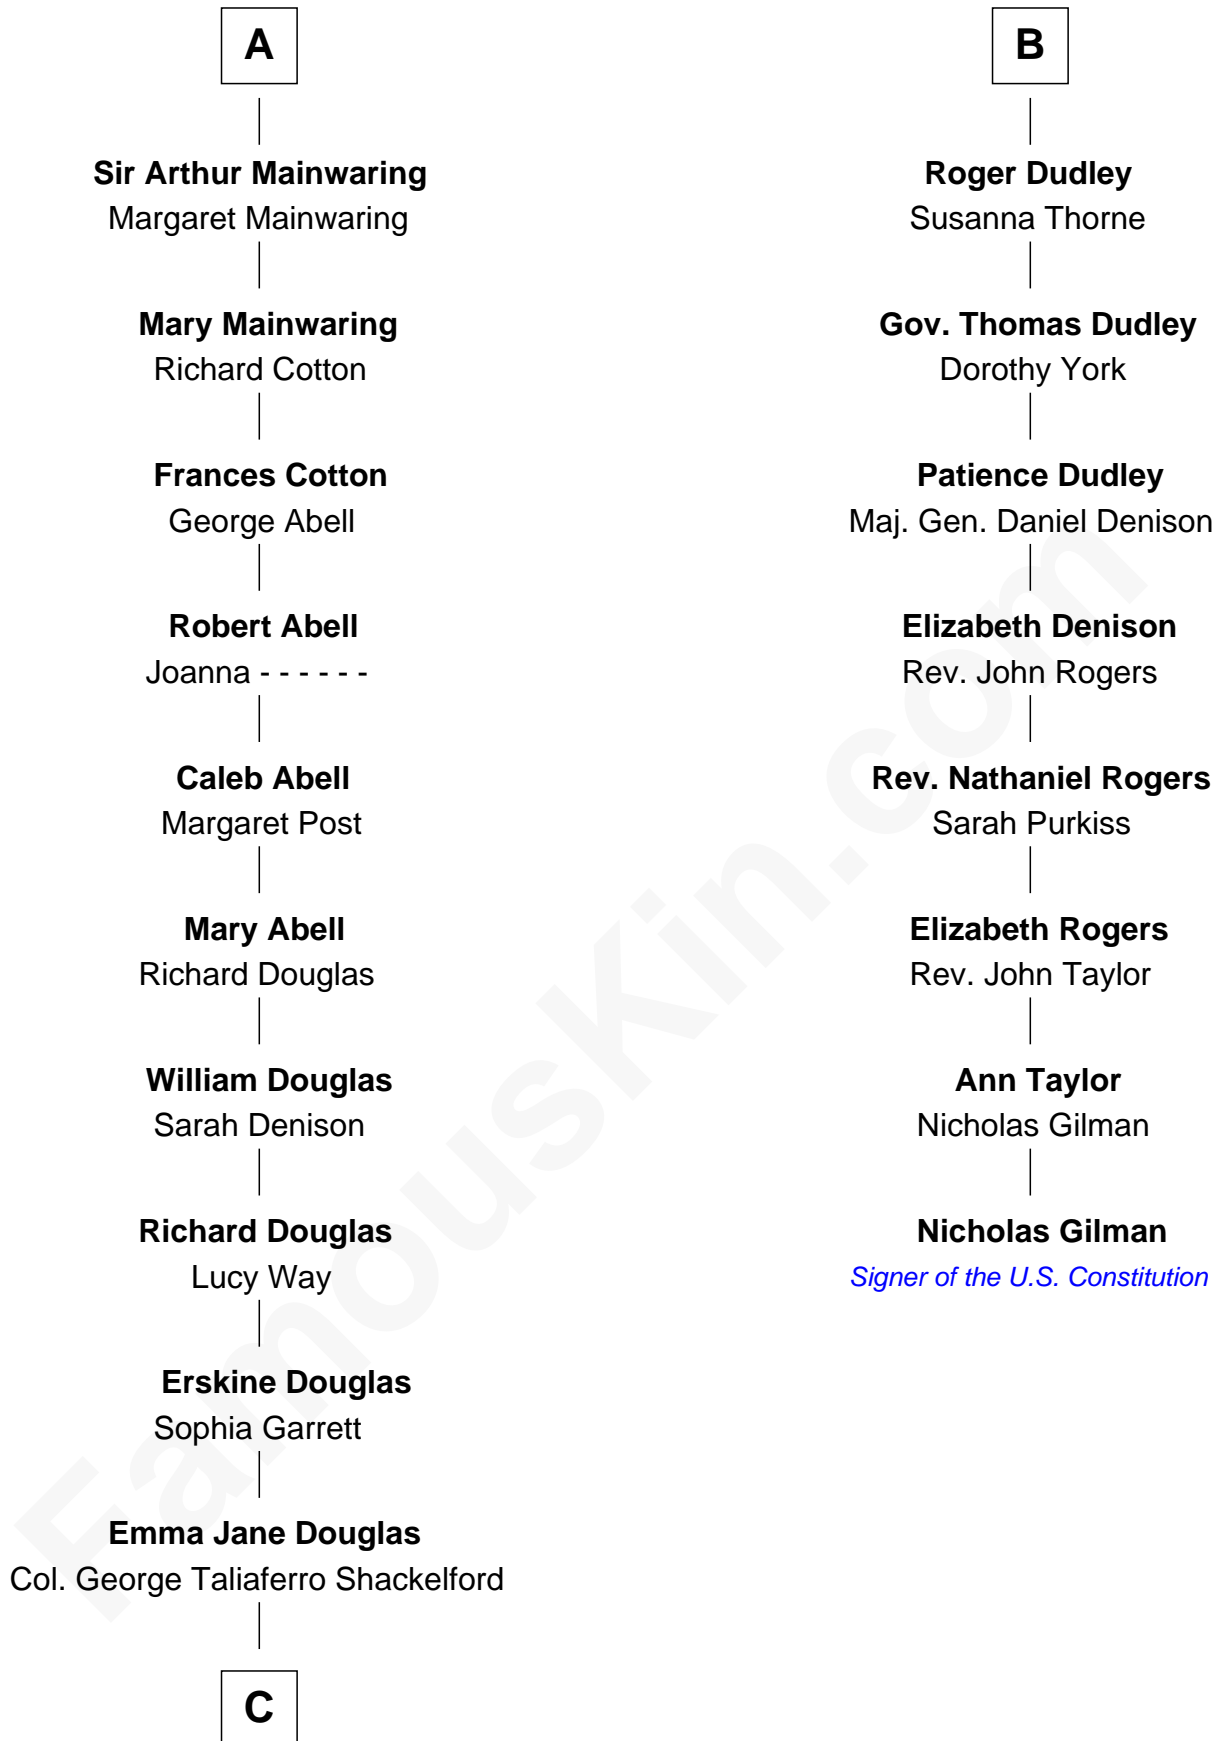 A
Sir Arthur Mainwaring
Margaret Mainwaring
Mary Mainwaring
Richard Cotton
Frances Cotton
George Abell
Robert Abell
Joanna - - - - - -
Caleb Abell
Margaret Post
Mary Abell
Richard Douglas
William Douglas
Sarah Denison
Richard Douglas
Lucy Way
Erskine Douglas
Sophia Garrett
Emma Jane Douglas
Col. George Taliaferro Shackelford
C
B
Roger Dudley
Susanna Thorne
Gov. Thomas Dudley
Dorothy York
Patience Dudley
Maj. Gen. Daniel Denison
Elizabeth Denison
Rev. John Rogers
Rev. Nathaniel Rogers
Sarah Purkiss
Elizabeth Rogers
Rev. John Taylor
Ann Taylor
Nicholas Gilman
Nicholas Gilman
Signer of the U.S. Constitution
FamousKin.com